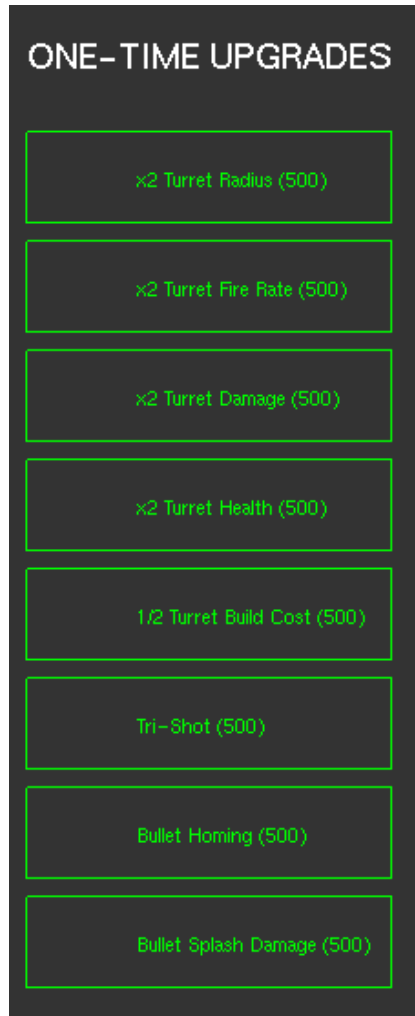 ONE-TIME UPGRADES
x2 Turret Radius (500)
x2 Turret Fire Rate (500)
x2 Turret Damage (500)
x2 Turret Health (500)
1/2 Turret Build Cost (500)
Tri-Shot (500)
Bullet Homing (500)
Bullet Splash Damage (500)